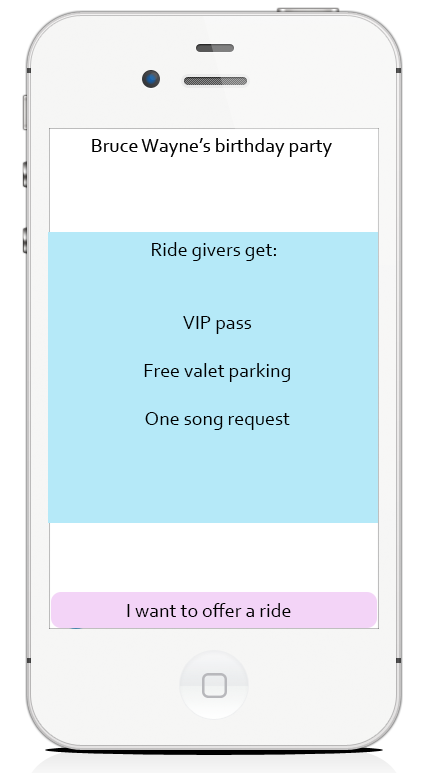 Bruce Wayne’s birthday party
Ride givers get:
VIP pass
Free valet parking
One song request
I want to offer a ride